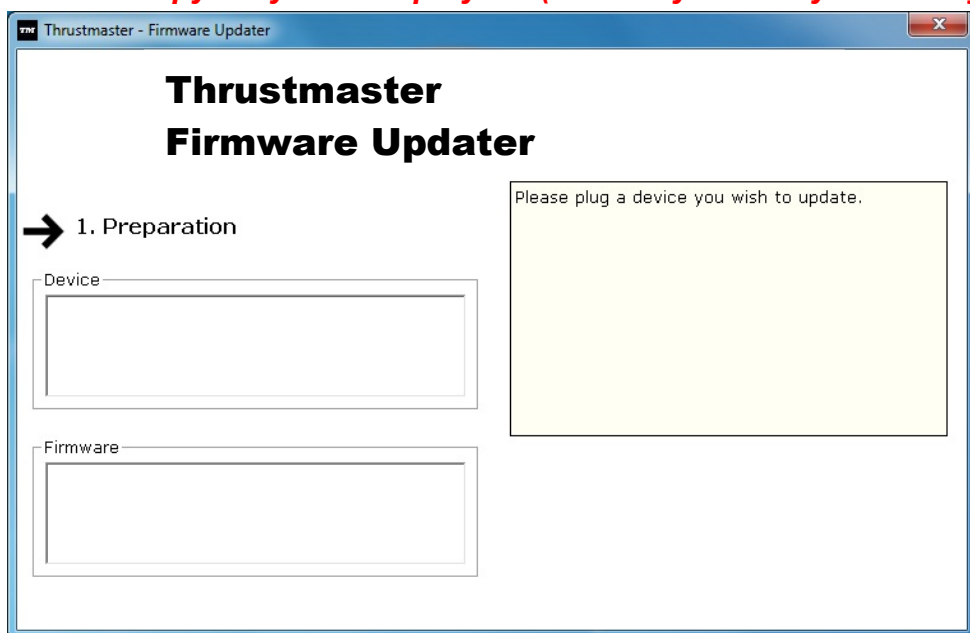 Thrustmaster - Firmware Updater
Thrustmaster
Firmware Updater
Please plug a device you wish to update.
1. Preparation
Device
Firmware